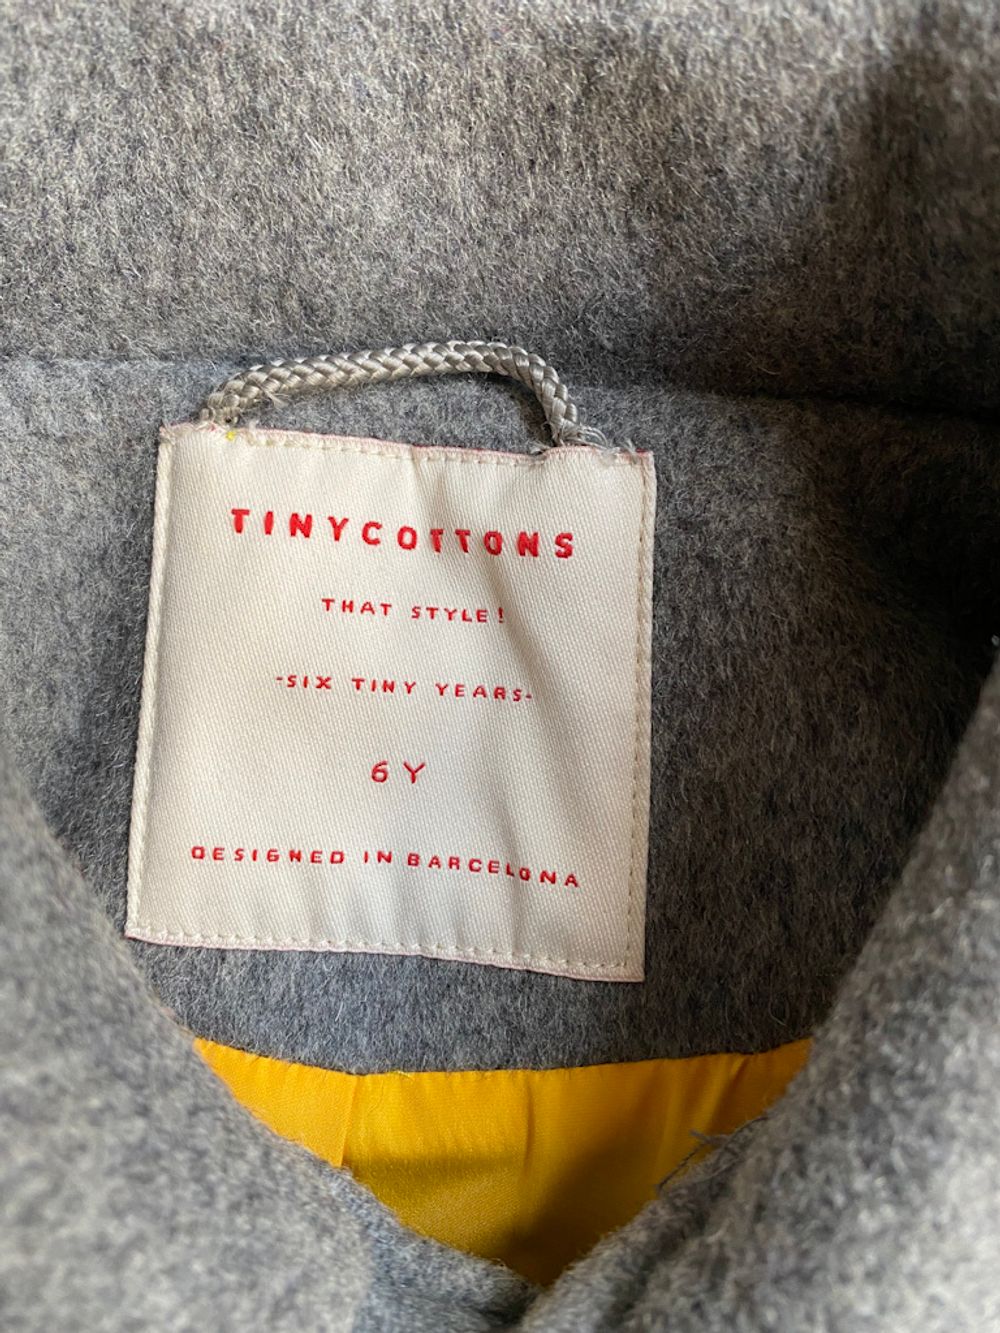 TINYCOTTONS
THAT STYLE!
-SIX TINY YEARS-
6Y
DESIGNED IN BARCELONA